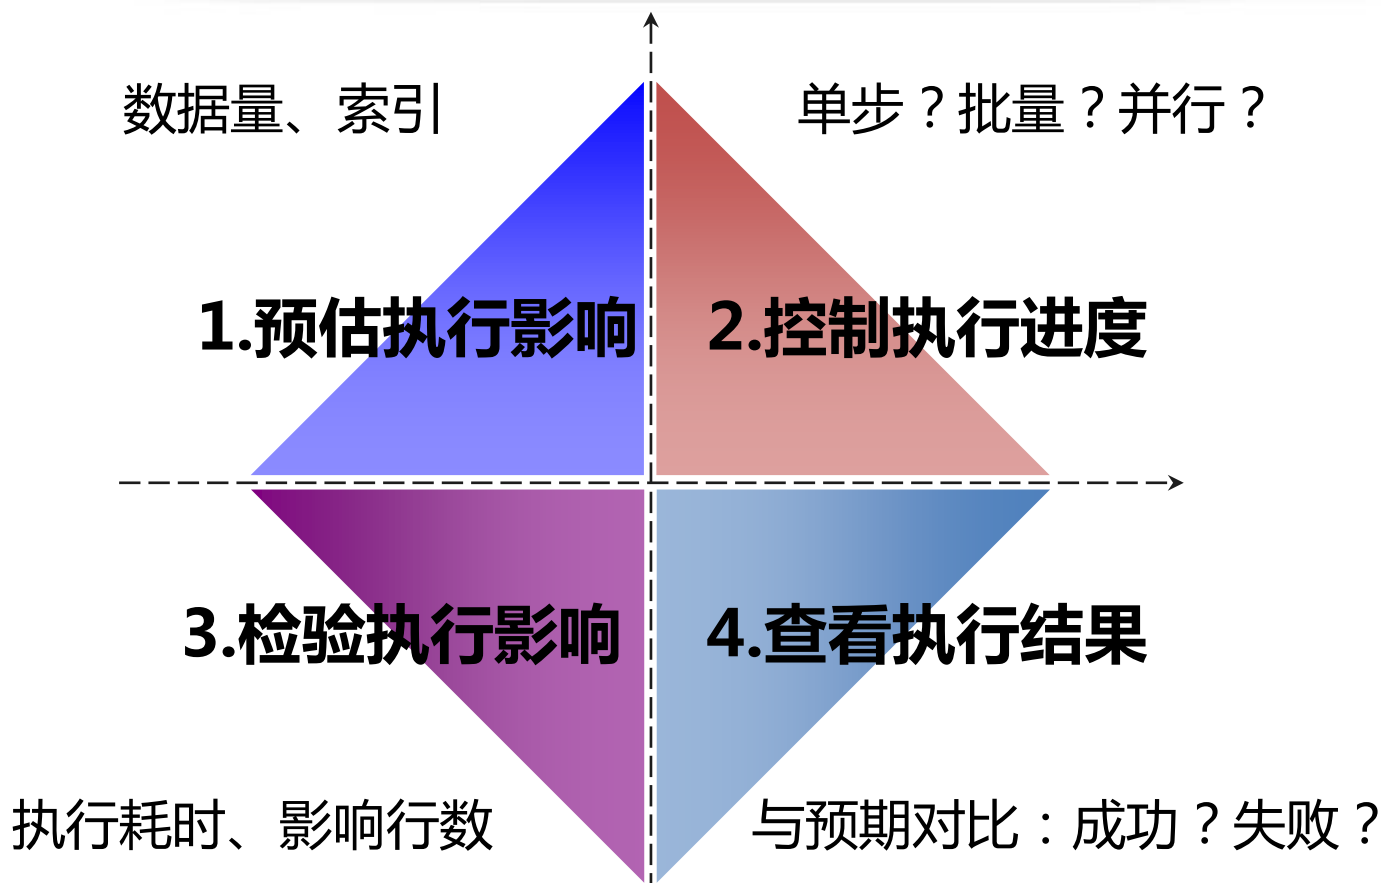 数据量、索引
单步？批量？并行？
1.预估执行影响
2.控制执行进度
3.检验执行影响
4.查看执行结果
执行耗时、影响行数
与预期对比：成功？失败？